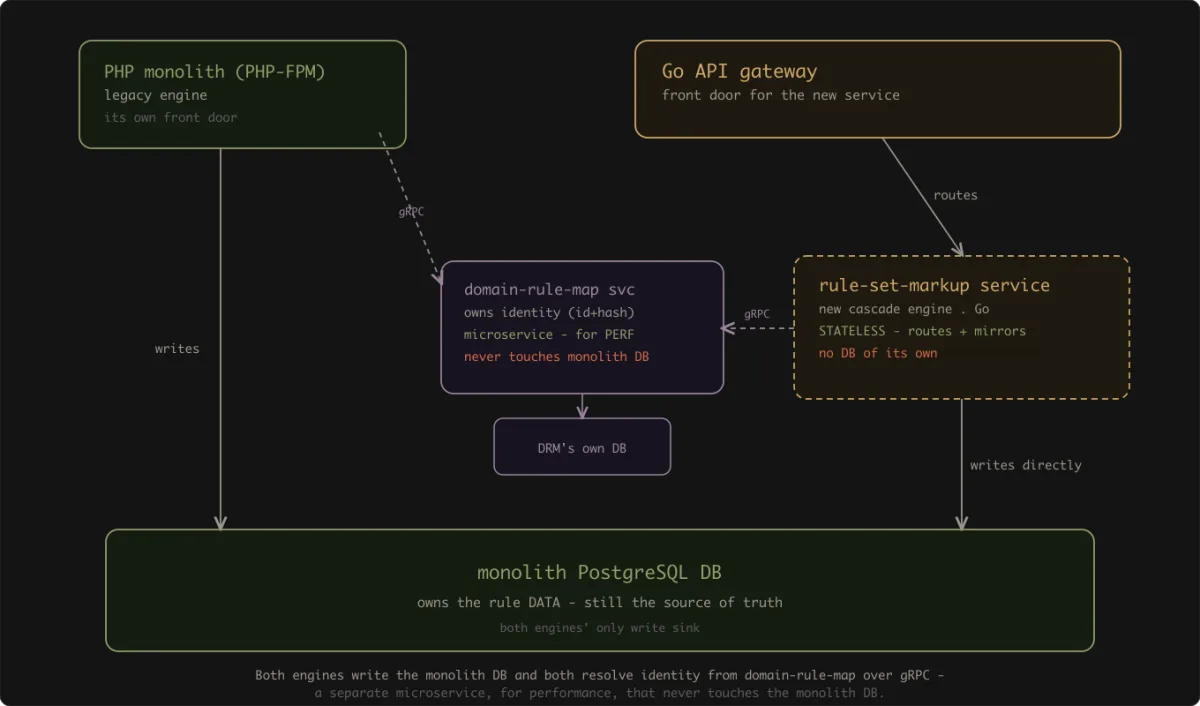 PHP monolith (PHP-FPM)
legacy engine
its own front door
Go API gateway
front door for the new service
routes
gRPC
domain-rule-map svc
owns identity (id+hash)
microservice - for PERF
never touches monolith DB
gRPC
rule-set-markup service
new cascade engine . Go
STATELESS - routes + mirrors
no DB of its own
writes
DRM's own DB
writes directly
monolith PostgreSQL DB
owns the rule DATA - still the source of truth
both engines' only write sink
Both engines write the monolith DB and both resolve identity from domain-rule-map over gRPC -
a separate microservice, for performance, that never touches the monolith DB.